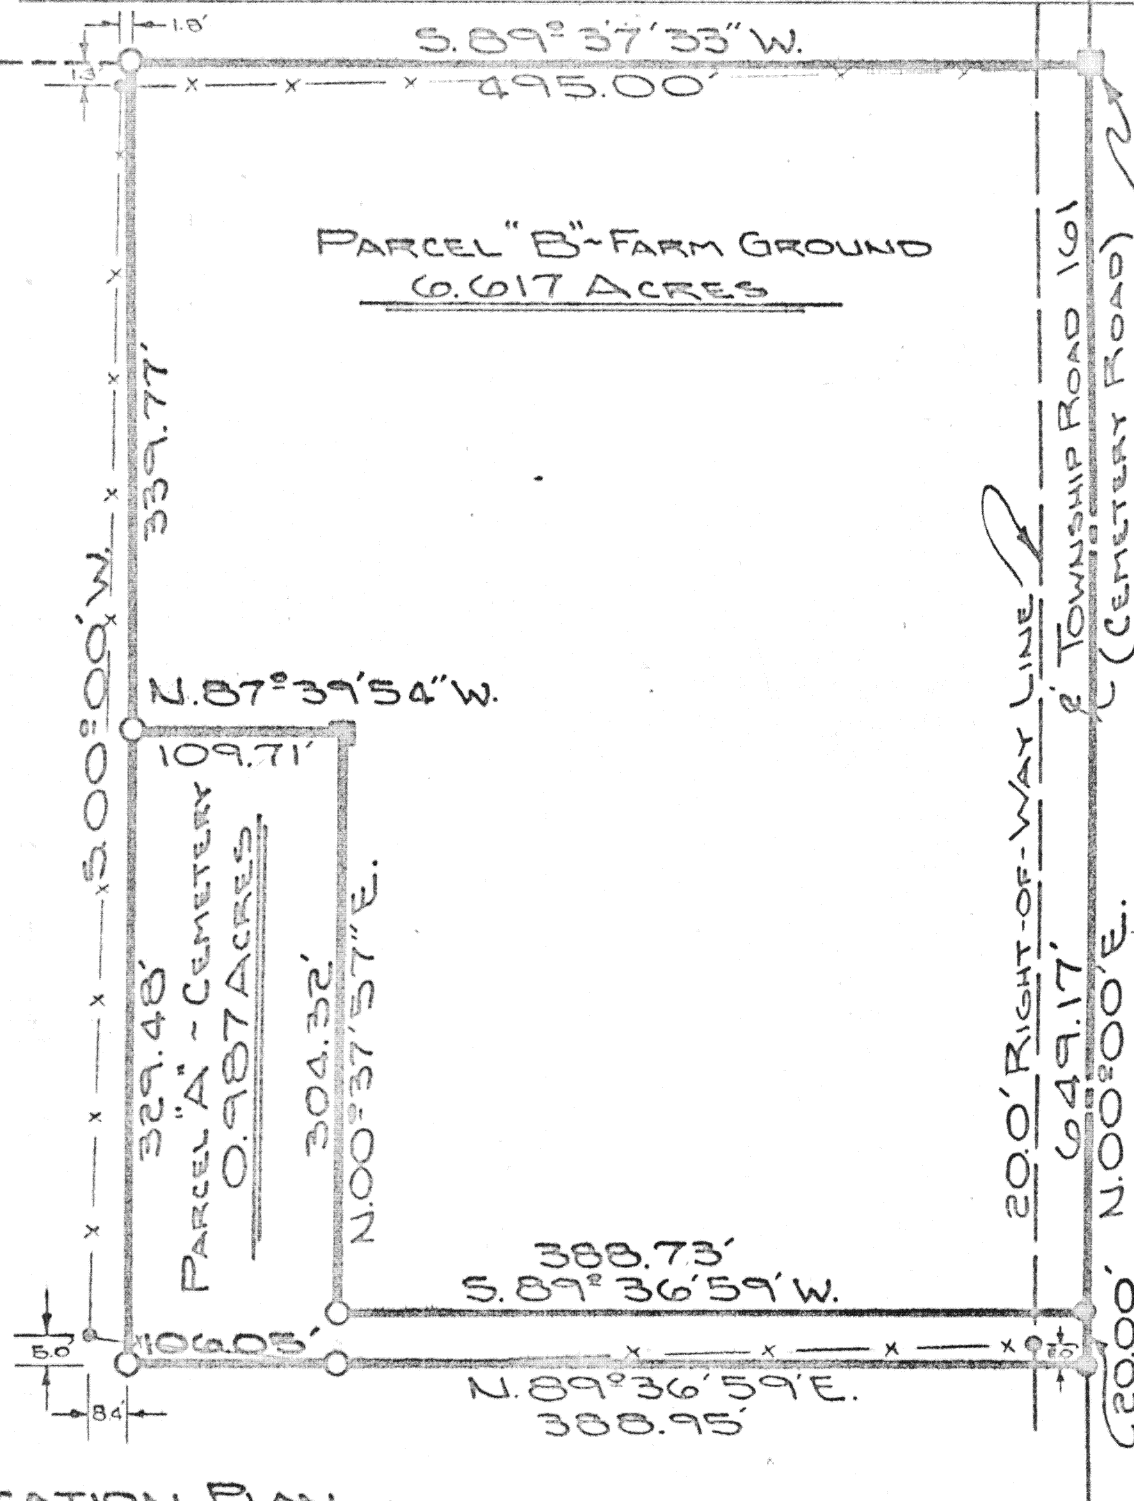 1.8'
S. 89° 37' 33" W.
1.3'
495.00'
PARCEL "B" ~ FARM GROUND
6.617 ACRES
339.77'
S. 00° 00' W.
N. 87° 39' 54" W.
109.71'
PARCEL "A" ~ CEMETERY
0.987 ACRES
329.48'
304.32'
N. 00° 37' 57" E.
20.0' RIGHT-OF-WAY LINE
TOWNSHIP ROAD 161
(CEMETERY ROAD)
649.17'
N. 00° 00' E.
388.73'
S. 89° 36' 59" W.
106.05'
5.0'
8.4'
N. 89° 36' 59" E.
388.95'
(20.00'
PLAN